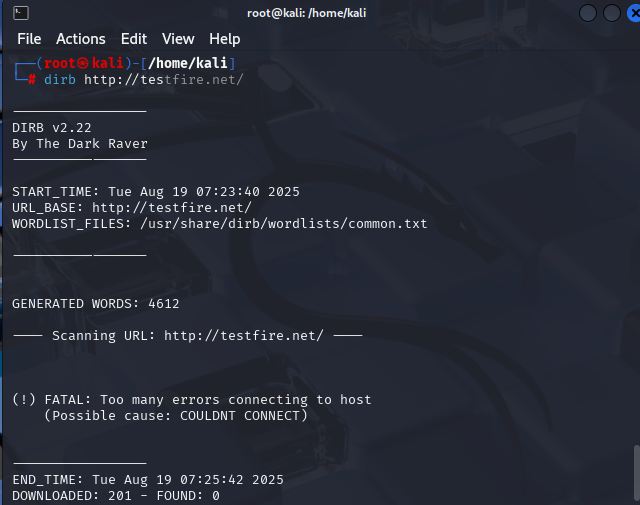 root@kali: /home/kali
File Actions Edit View Help
┌──(root㉿kali)-[/home/kali]
└─# dirb http://testfire.net/
-----------------
DIRB v2.22
By The Dark Raver
-----------------
START_TIME: Tue Aug 19 07:23:40 2025
URL_BASE: http://testfire.net/
WORDLIST_FILES: /usr/share/dirb/wordlists/common.txt
-----------------
GENERATED WORDS: 4612
---- Scanning URL: http://testfire.net/ ----
(!) FATAL: Too many errors connecting to host
(Possible cause: COULDNT CONNECT)
-----------------
END_TIME: Tue Aug 19 07:25:42 2025
DOWNLOADED: 201 - FOUND: 0